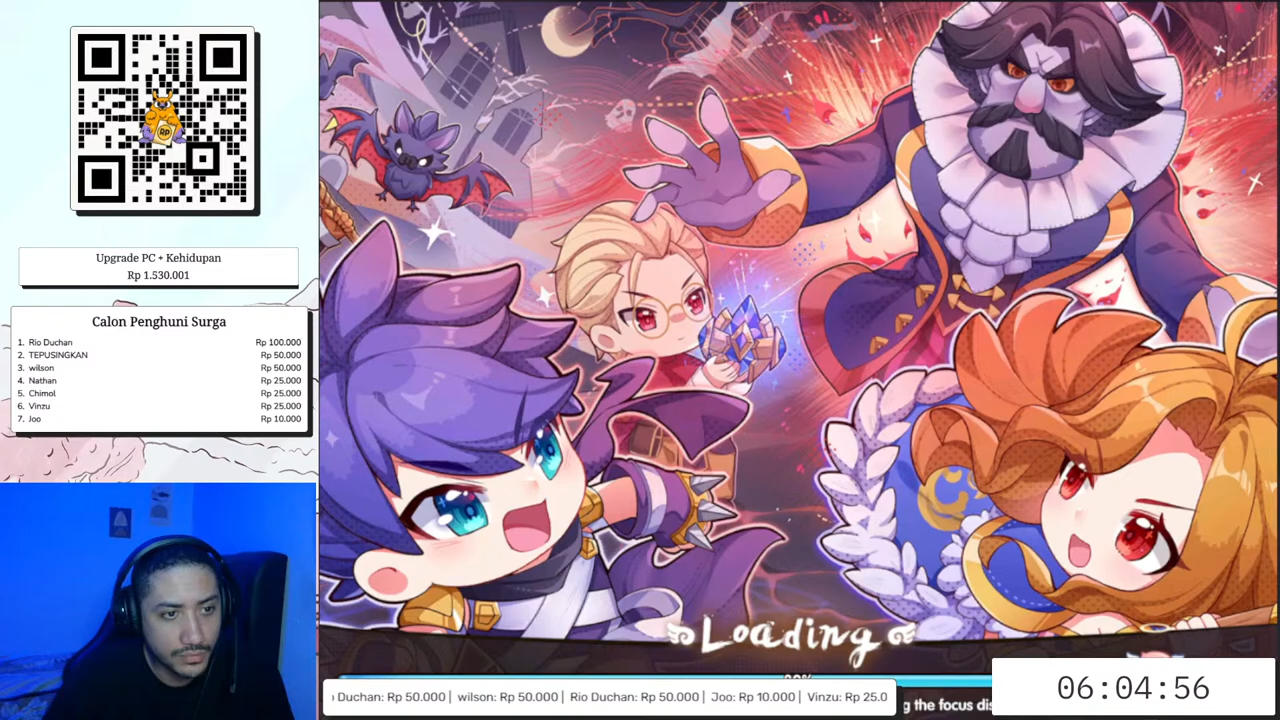 RP
Upgrade PC + Kehidupan
Rp 1.530.001
Calon Penghuni Surga
1. Rio Duchan Rp 100.000
2. TEPUSINGKAN Rp 50.000
3. wilson Rp 50.000
4. Nathan Rp 25.000
5. Chimol Rp 25.000
6. Vinzu Rp 25.000
7. Joo Rp 10.000
Loading
Duchan: Rp 50.000 | wilson: Rp 50.000 | Rio Duchan: Rp 50.000 | Joo: Rp 10.000 | Vinzu: Rp 25.0
g the focus dis
06:04:56